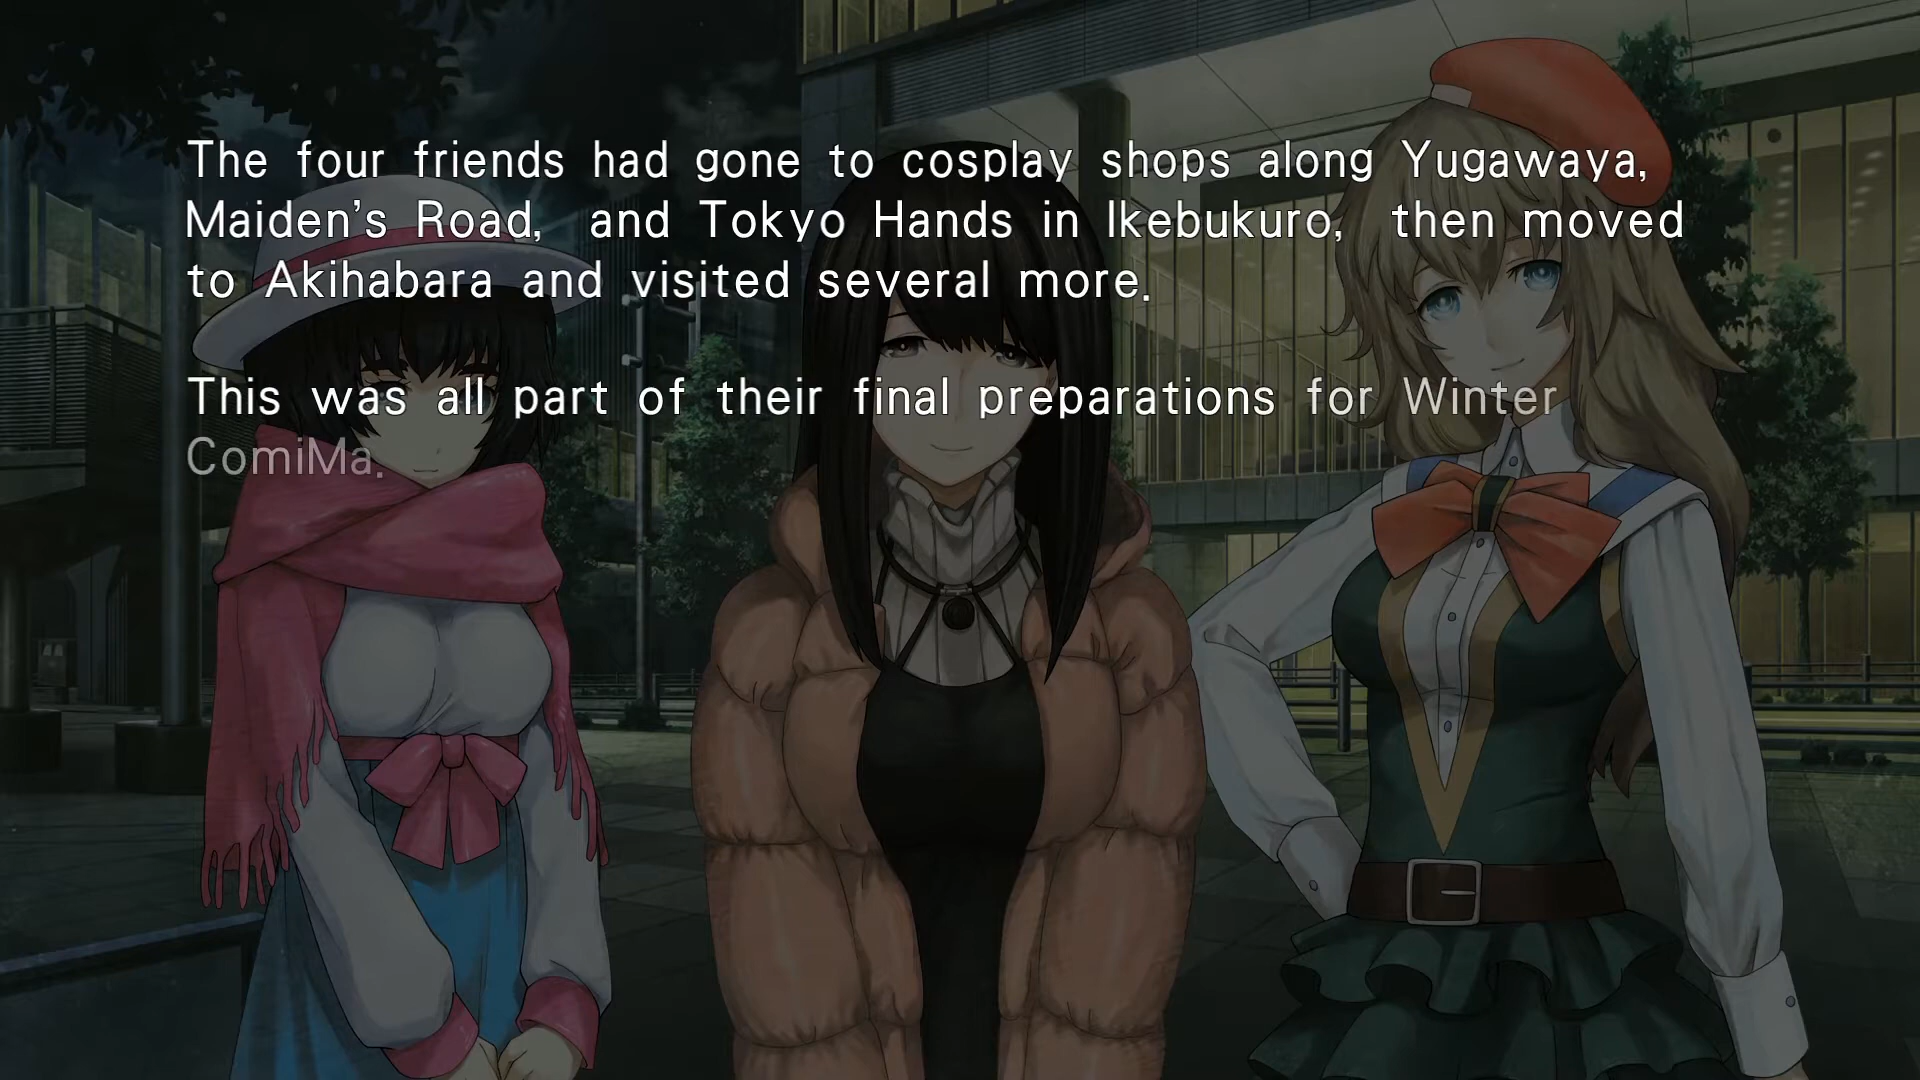 The four friends had gone to cosplay shops along Yugawaya,
Maiden's Road, and Tokyo Hands in Ikebukuro, then moved
to Akihabara and visited several more.
This was all part of their final preparations for Winter
ComiMa.